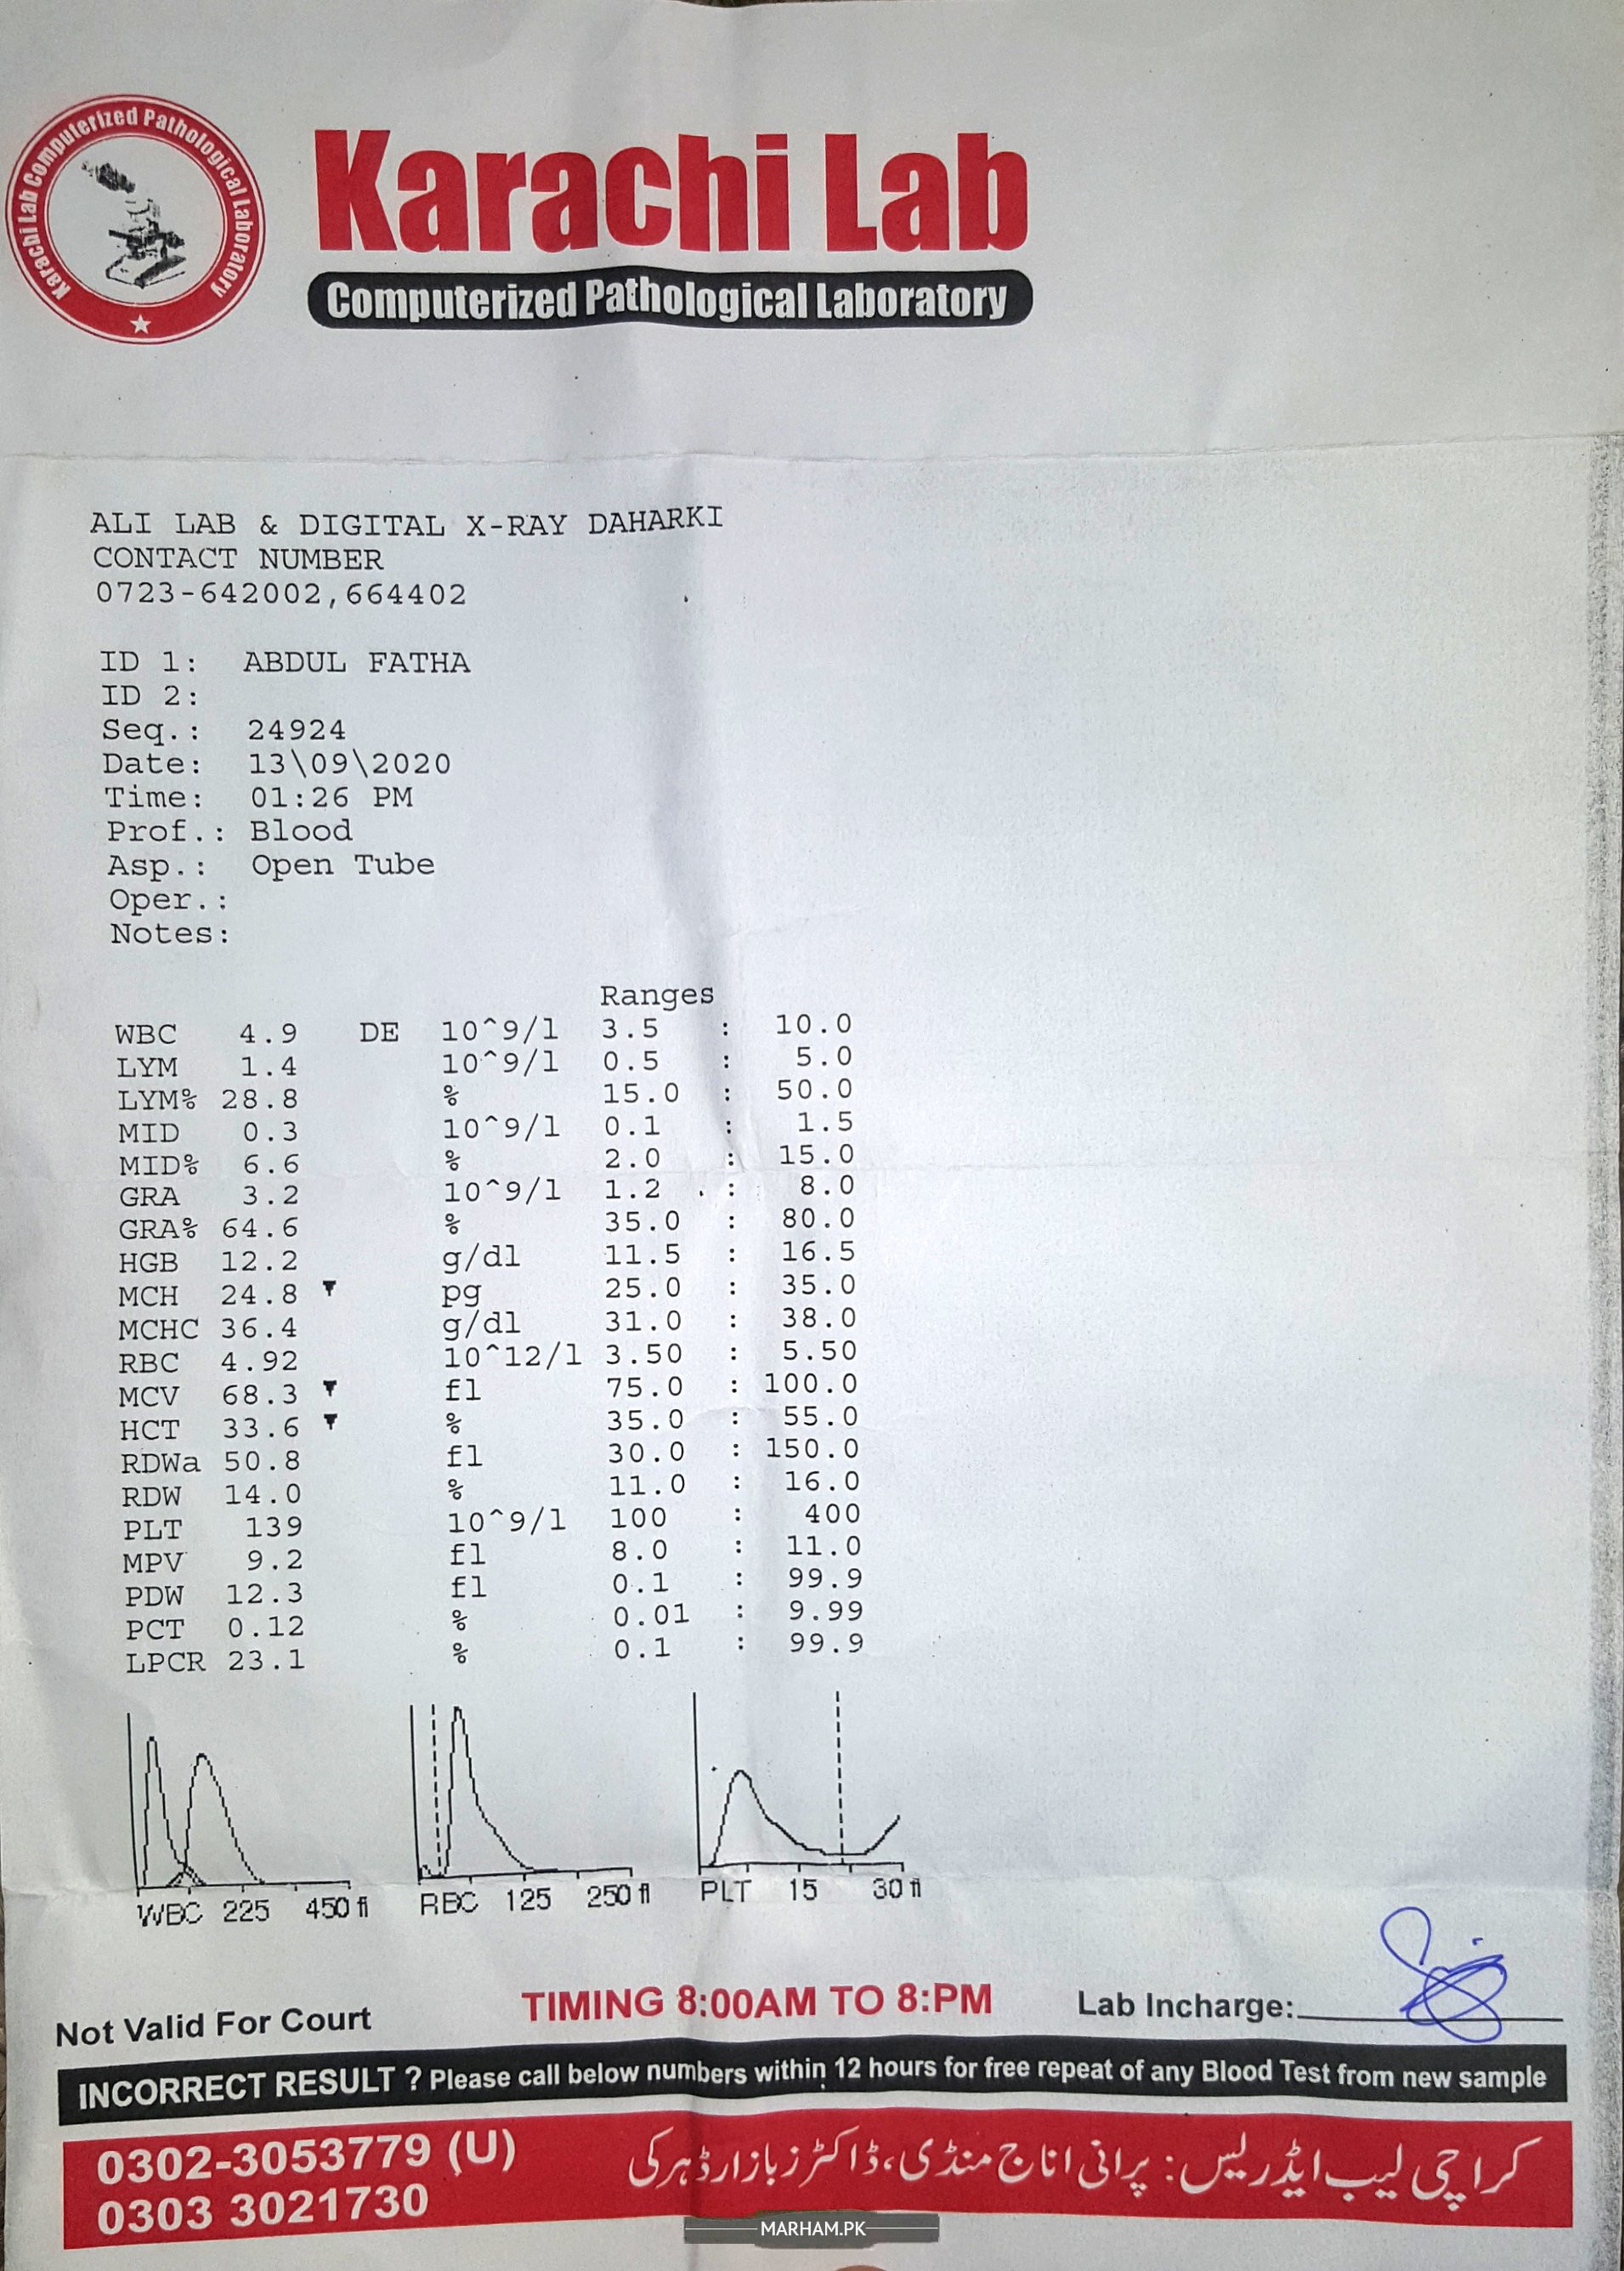 Karachi Lab Computerized Pathological Laboratory
Karachi Lab
Computerized Pathological Laboratory
ALI LAB & DIGITAL X-RAY DAHARKI
CONTACT NUMBER
0723-642002,664402
ID 1: ABDUL FATHA
ID 2:
Seq.: 24924
Date: 13\09\2020
Time: 01:26 PM
Prof.: Blood
Asp.: Open Tube
Oper.:
Notes:
Ranges
WBC 4.9 DE 10^9/l 3.5 : 10.0
LYM 1.4 10^9/l 0.5 : 5.0
LYM% 28.8 % 15.0 : 50.0
MID 0.3 10^9/l 0.1 : 1.5
MID% 6.6 % 2.0 : 15.0
GRA 3.2 10^9/l 1.2 : 8.0
GRA% 64.6 % 35.0 : 80.0
HGB 12.2 g/dl 11.5 : 16.5
MCH 24.8 ▼ pg 25.0 : 35.0
MCHC 36.4 g/dl 31.0 : 38.0
RBC 4.92 10^12/l 3.50 : 5.50
MCV 68.3 ▼ fl 75.0 : 100.0
HCT 33.6 ▼ % 35.0 : 55.0
RDWa 50.8 fl 30.0 : 150.0
RDW 14.0 % 11.0 : 16.0
PLT 139 10^9/l 100 : 400
MPV 9.2 fl 8.0 : 11.0
PDW 12.3 fl 0.1 : 99.9
PCT 0.12 % 0.01 : 9.99
LPCR 23.1 % 0.1 : 99.9
WBC 225 450 fl RBC 125 250 fl PLT 15 30 fl
Not Valid For Court TIMING 8:00AM TO 8:PM Lab Incharge:
INCORRECT RESULT ? Please call below numbers within 12 hours for free repeat of any Blood Test from new sample
0302-3053779 (U)
0303 3021730
کراچی لیب ایڈریس: پرانی اناج منڈی، ڈاکٹرز بازار ڈہرکی
MARHAM.PK